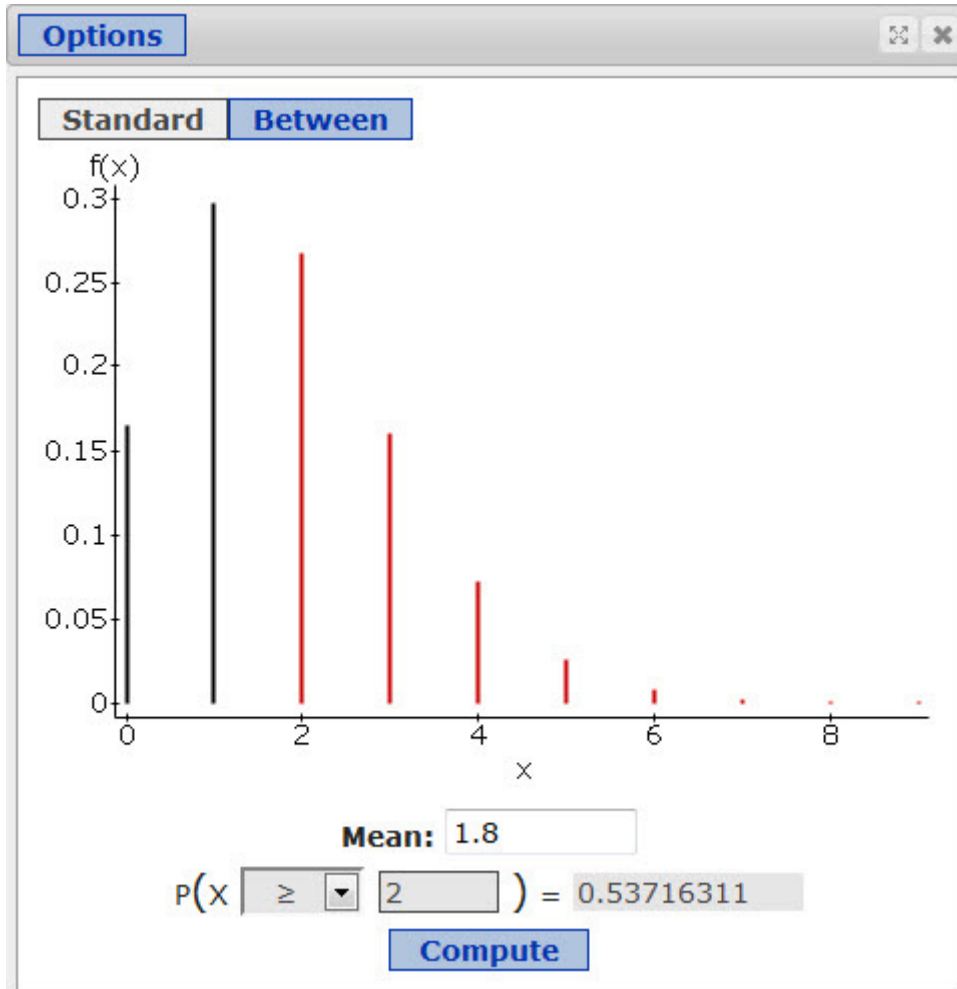 Options
Standard Between
f(x)
0.3
0.25
0.2
0.15
0.1
0.05
0
0 2 4 6 8
x
Mean: 1.8
P(X ≥ 2 ) = 0.53716311
Compute